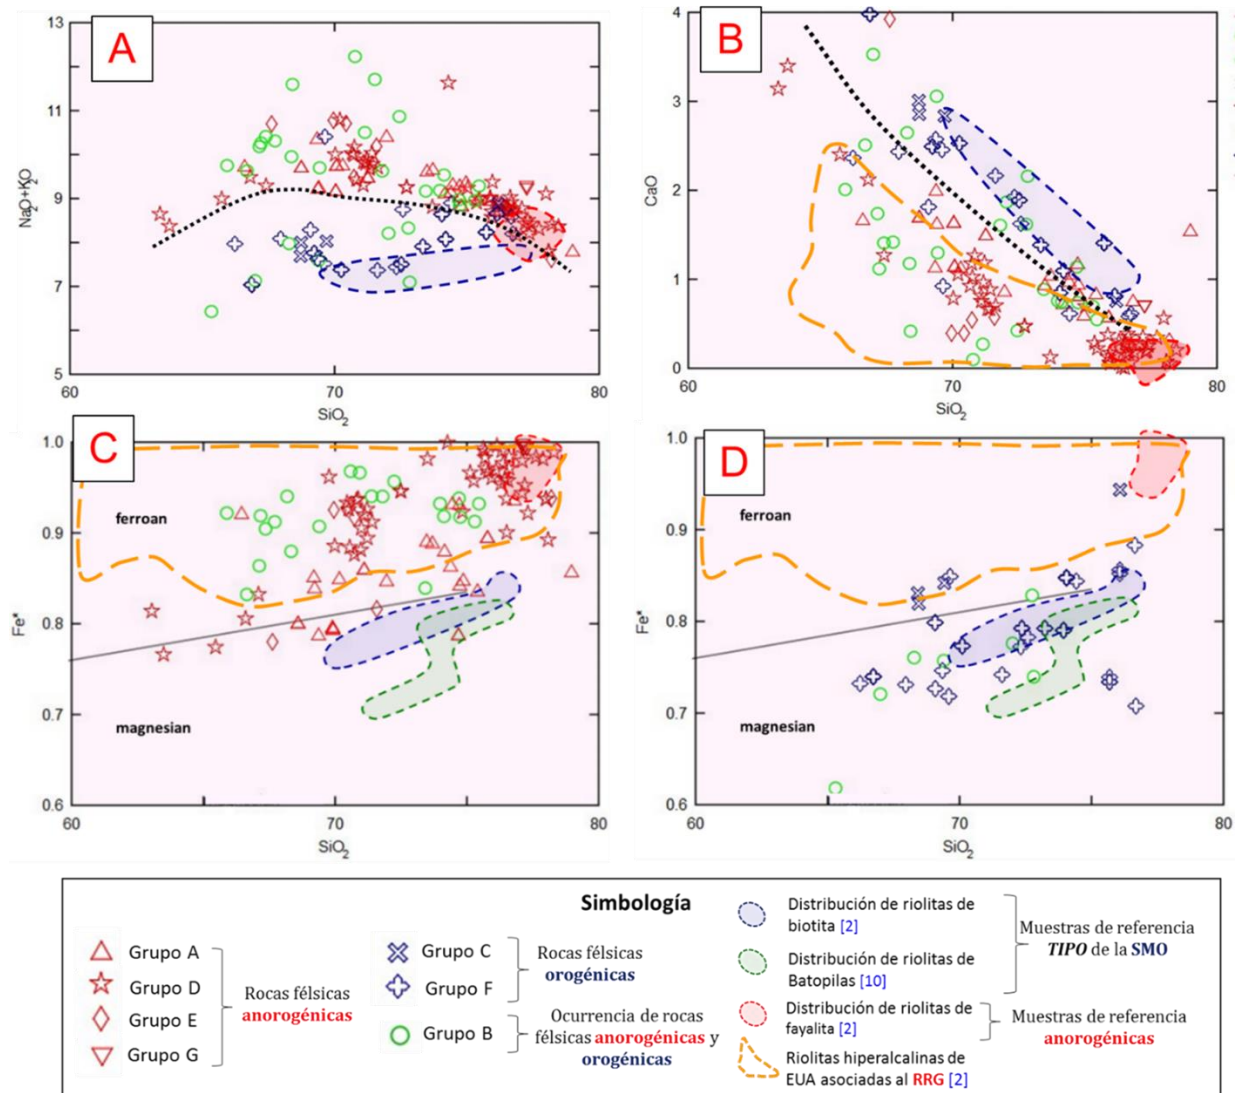 A
13
11
9
7
5
Na₂O+K₂O
60
70
80
SiO₂
B
4
3
2
1
0
CaO
60
70
80
SiO₂
C
1.0
0.9
0.8
0.7
0.6
Fe*
ferroan
magnesian
60
70
80
SiO₂
D
1.0
0.9
0.8
0.7
0.6
Fe*
ferroan
magnesian
60
70
80
SiO₂
Simbología
Grupo A
Grupo D
Grupo E
Grupo G
Rocas félsicas
anorogénicas
Grupo C
Grupo F
Rocas félsicas
orogénicas
Grupo B
Ocurrencia de rocas
félsicas anorogénicas y
orogénicas
Distribución de riolitas de
biotita [2]
Distribución de riolitas de
Batopilas [10]
Muestras de referencia
TIPO de la SMO
Distribución de riolitas de
fayalita [2]
Muestras de referencia
anorogénicas
Riolitas hiperalcalinas de
EUA asociadas al RRG [2]